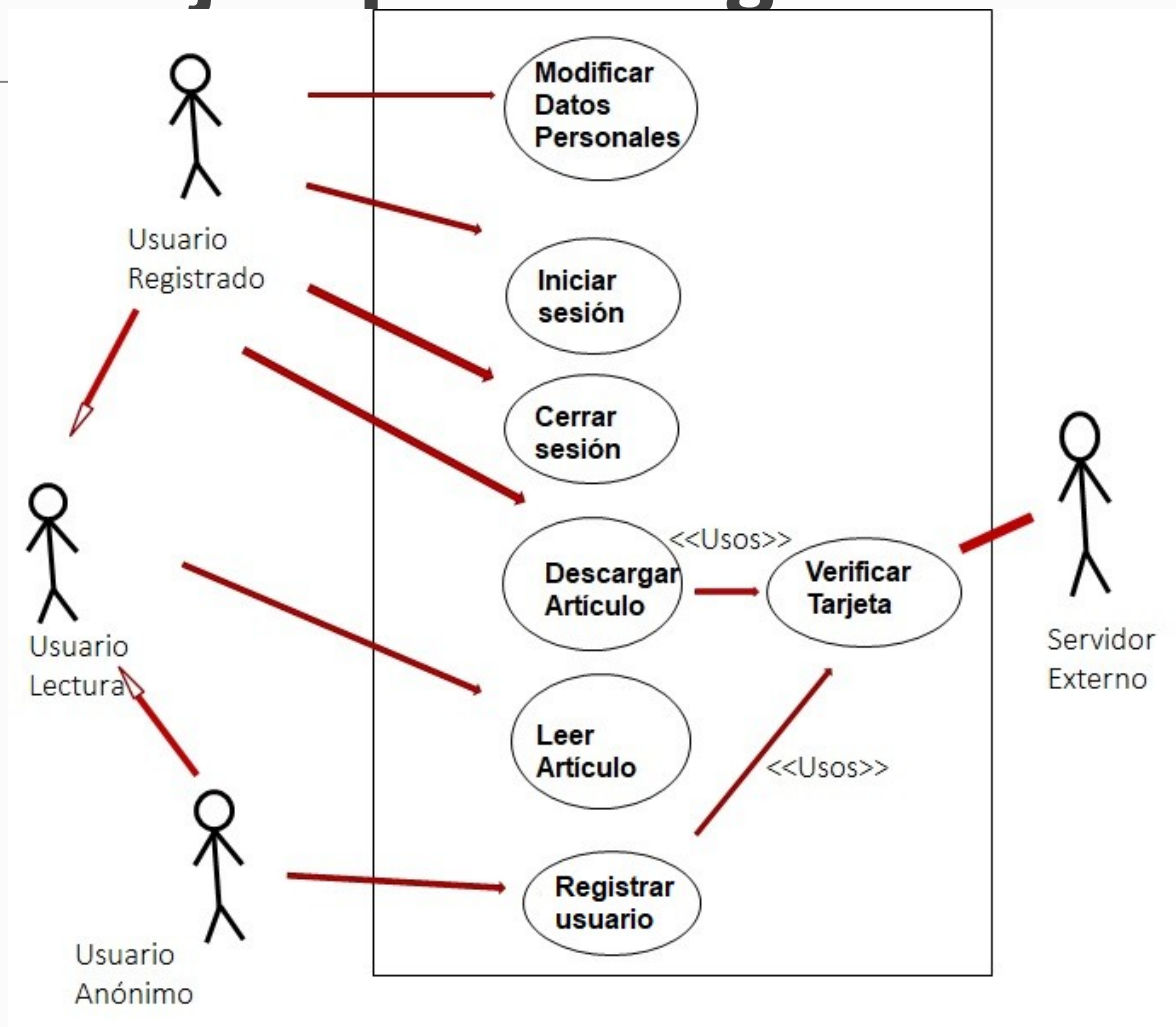 Modificar
Datos
Personales
Usuario
Registrado
Iniciar
sesión
Cerrar
sesión
<<Usos>>
Descargar
Artículo
Verificar
Tarjeta
Usuario
Lectura
Servidor
Externo
Leer
Artículo
<<Usos>>
Registrar
usuario
Usuario
Anónimo